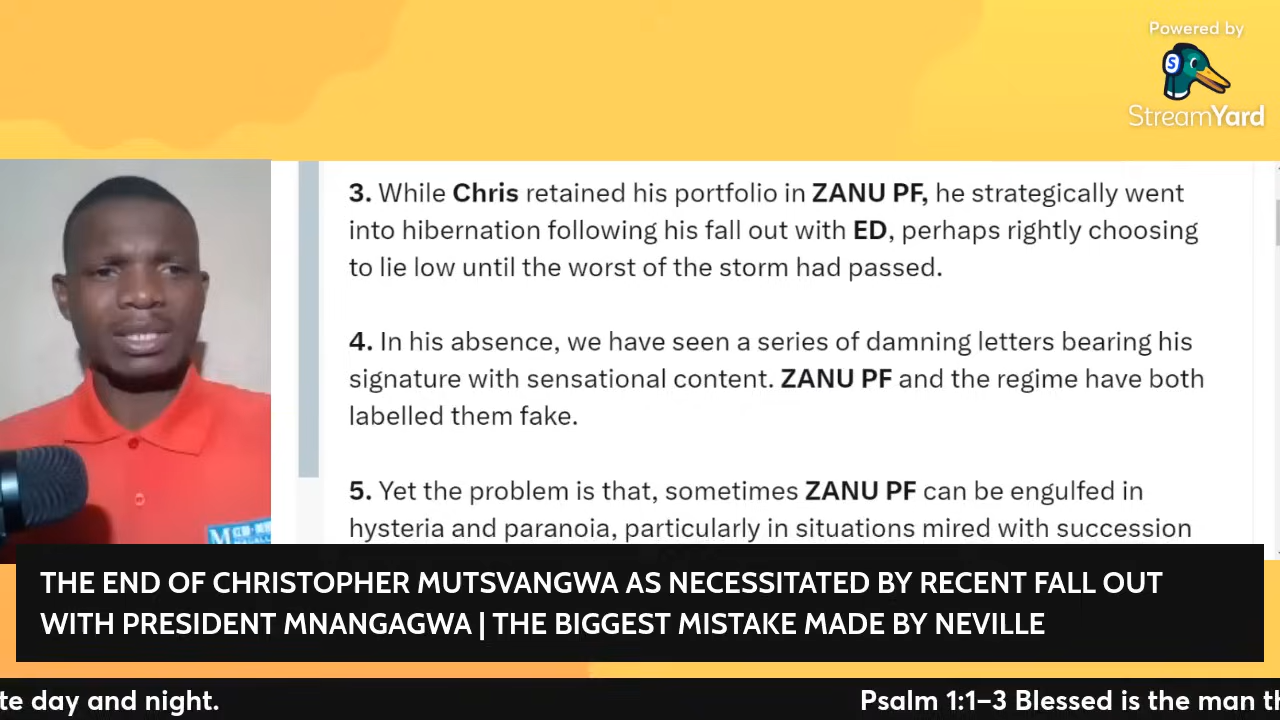 Powered by
S
StreamYard
3. While Chris retained his portfolio in ZANU PF, he strategically went
into hibernation following his fall out with ED, perhaps rightly choosing
to lie low until the worst of the storm had passed.
4. In his absence, we have seen a series of damning letters bearing his
signature with sensational content. ZANU PF and the regime have both
labelled them fake.
5. Yet the problem is that, sometimes ZANU PF can be engulfed in
hysteria and paranoia, particularly in situations mired with succession
THE END OF CHRISTOPHER MUTSVANGWA AS NECESSITATED BY RECENT FALL OUT
WITH PRESIDENT MNANGAGWA | THE BIGGEST MISTAKE MADE BY NEVILLE
te day and night. Psalm 1:1–3 Blessed is the man th